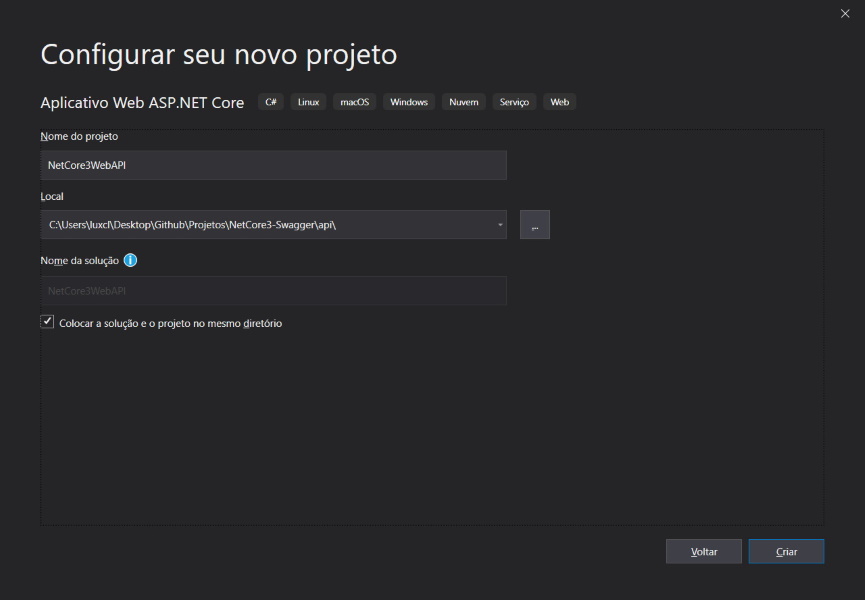 Configurar seu novo projeto
Aplicativo Web ASP.NET Core C# Linux macOS Windows Nuvem Serviço Web
Nome do projeto
NetCore3WebAPI
Local
C:\Users\luxcl\Desktop\Github\Projetos\NetCore3-Swagger\api\ ...
Nome da solução
NetCore3WebAPI
Colocar a solução e o projeto no mesmo diretório
Voltar Criar